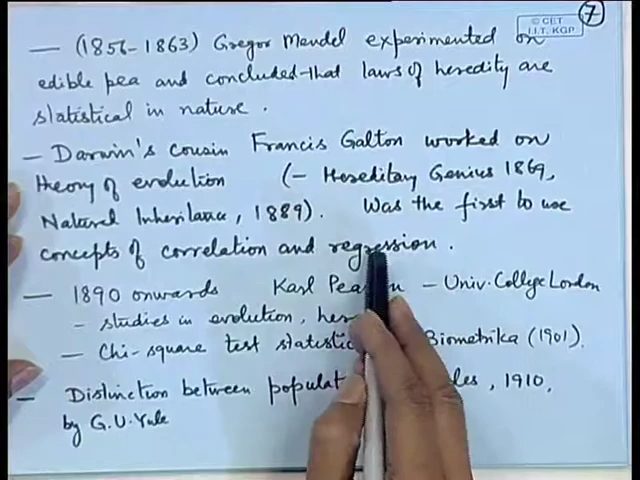 © CET
I.I.T. KGP
7
— (1856-1863) Gregor Mendel experimented on
edible pea and concluded that laws of heredity are
statistical in nature.
— Darwin's cousin Francis Galton worked on
theory of evolution (— Hereditary Genius 1869,
Natural Inheritance, 1889). Was the first to use
concepts of correlation and regression.
— 1890 onwards Karl — Univ. College London
— studies in evolution,
— Chi-square test Biometrika (1901).
— Distinction between , 1910,
by G.U. Yule